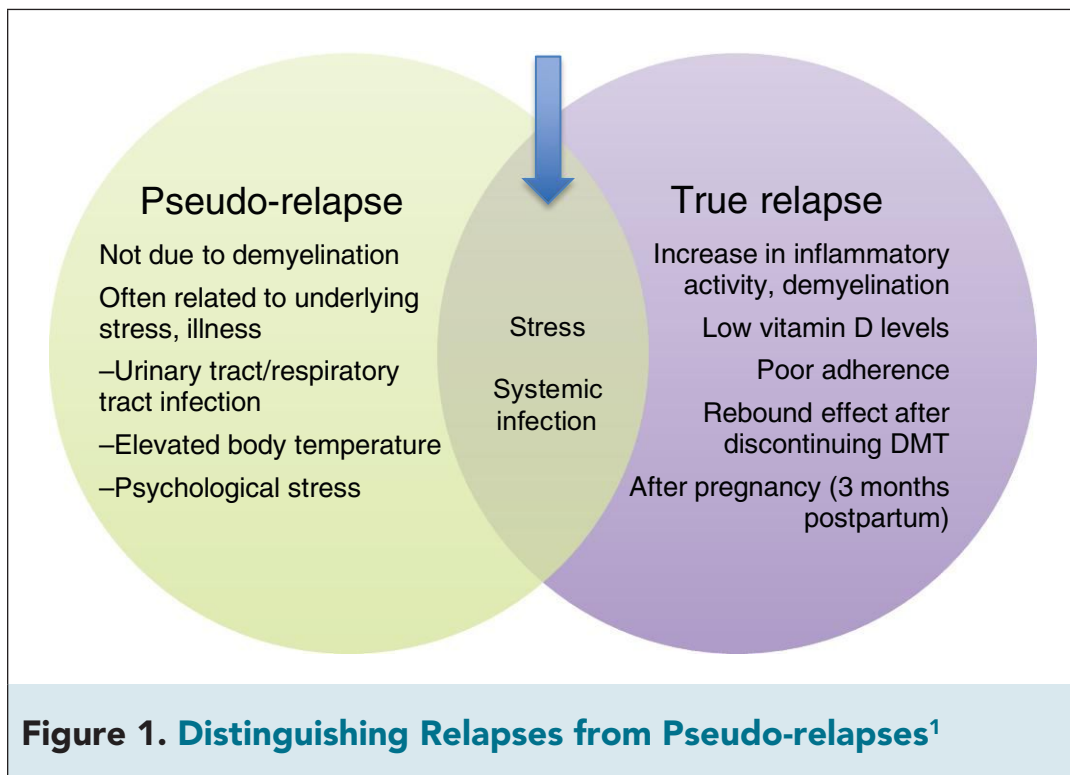 Pseudo-relapse
Not due to demyelination
Often related to underlying
stress, illness
–Urinary tract/respiratory
tract infection
–Elevated body temperature
–Psychological stress
Stress
Systemic
infection
True relapse
Increase in inflammatory
activity, demyelination
Low vitamin D levels
Poor adherence
Rebound effect after
discontinuing DMT
After pregnancy (3 months
postpartum)
Figure 1. Distinguishing Relapses from Pseudo-relapses¹